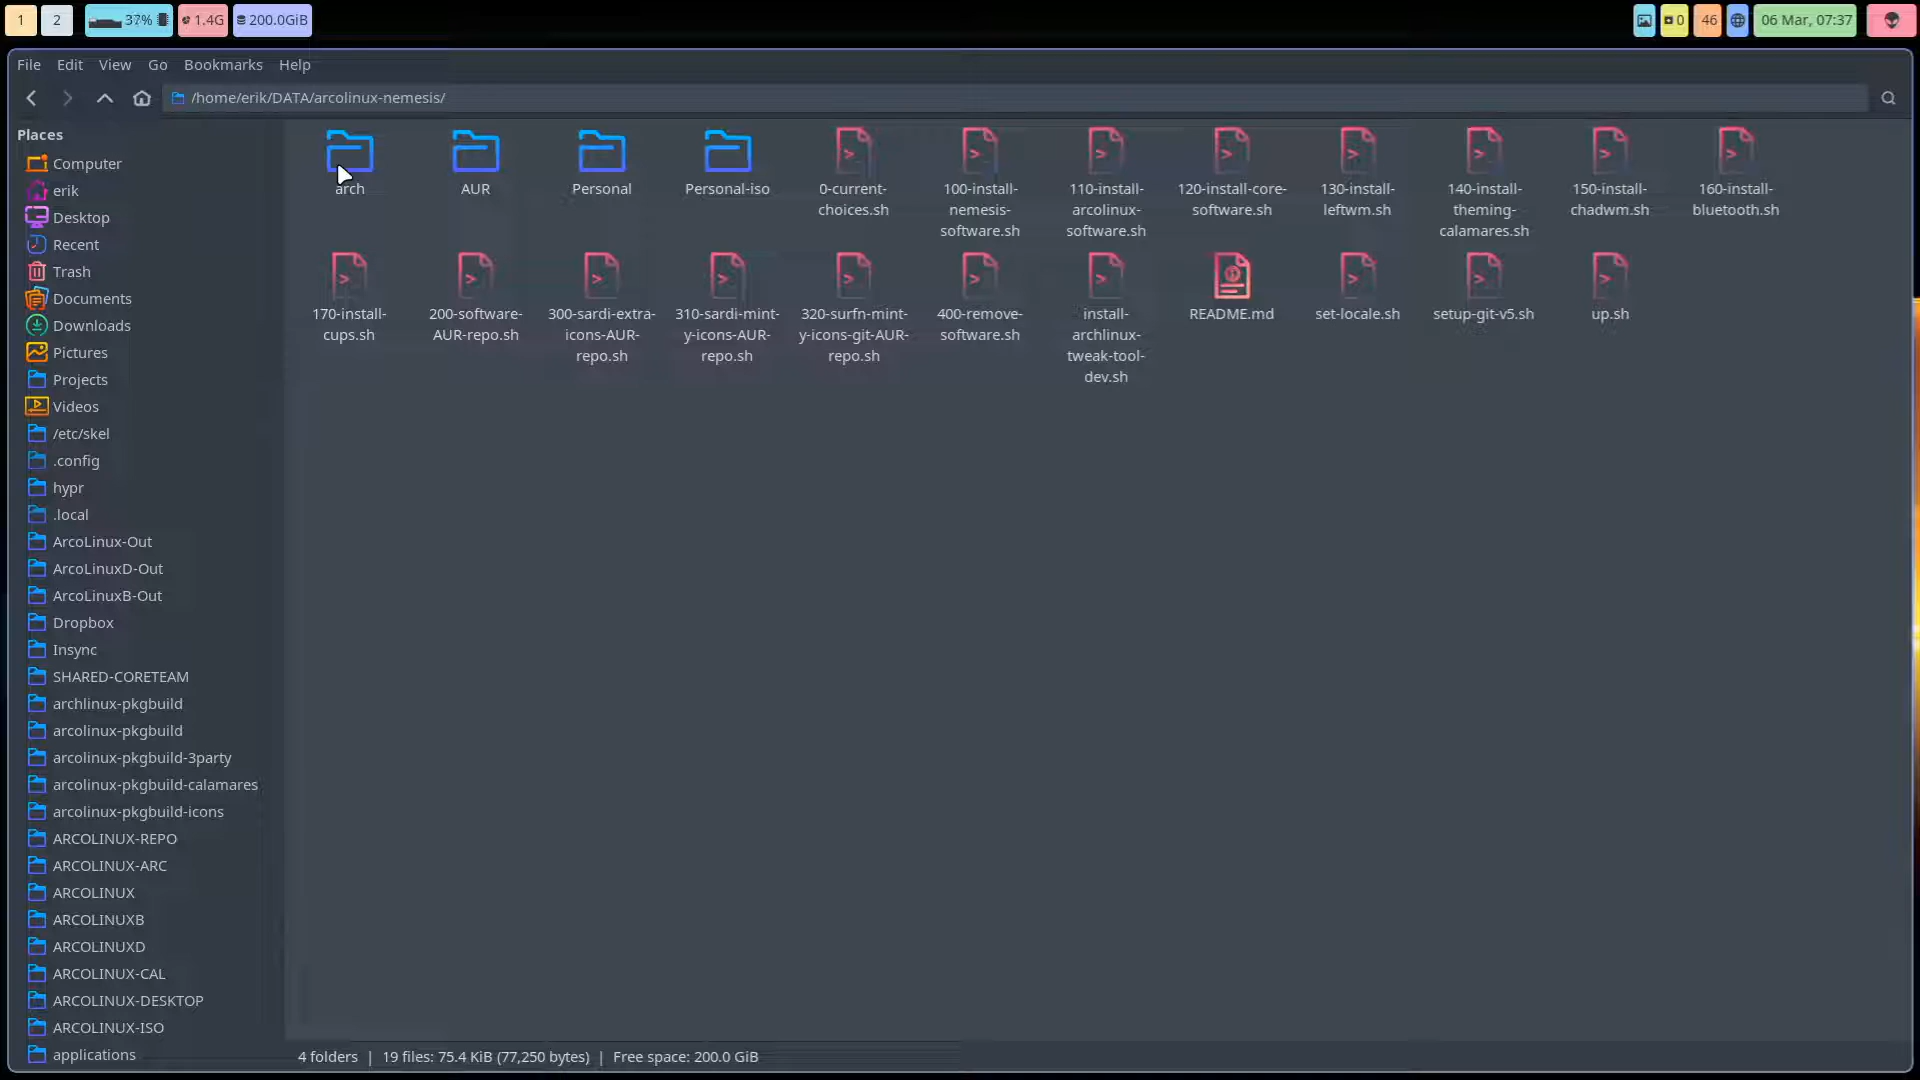 1 2 37% 1.4G 200.0GiB 0 46 06 Mar, 07:37
File Edit View Go Bookmarks Help
/home/erik/DATA/arcolinux-nemesis/
Places
Computer
erik
Desktop
Recent
Trash
Documents
Downloads
Pictures
Projects
Videos
/etc/skel
.config
hypr
.local
ArcoLinux-Out
ArcoLinuxD-Out
ArcoLinuxB-Out
Dropbox
Insync
SHARED-CORETEAM
archlinux-pkgbuild
arcolinux-pkgbuild
arcolinux-pkgbuild-3party
arcolinux-pkgbuild-calamares
arcolinux-pkgbuild-icons
ARCOLINUX-REPO
ARCOLINUX-ARC
ARCOLINUX
ARCOLINUXB
ARCOLINUXD
ARCOLINUX-CAL
ARCOLINUX-DESKTOP
ARCOLINUX-ISO
applications
arch
AUR
Personal
Personal-iso
0-current-
choices.sh
100-install-
nemesis-
software.sh
110-install-
arcolinux-
software.sh
120-install-core-
software.sh
130-install-
leftwm.sh
140-install-
theming-
calamares.sh
150-install-
chadwm.sh
160-install-
bluetooth.sh
170-install-
cups.sh
200-software-
AUR-repo.sh
300-sardi-extra-
icons-AUR-
repo.sh
310-sardi-mint-
y-icons-AUR-
repo.sh
320-surfn-mint-
y-icons-git-AUR-
repo.sh
400-remove-
software.sh
install-
archlinux-
tweak-tool-
dev.sh
README.md
set-locale.sh
setup-git-v5.sh
up.sh
4 folders | 19 files: 75.4 KiB (77,250 bytes) | Free space: 200.0 GiB